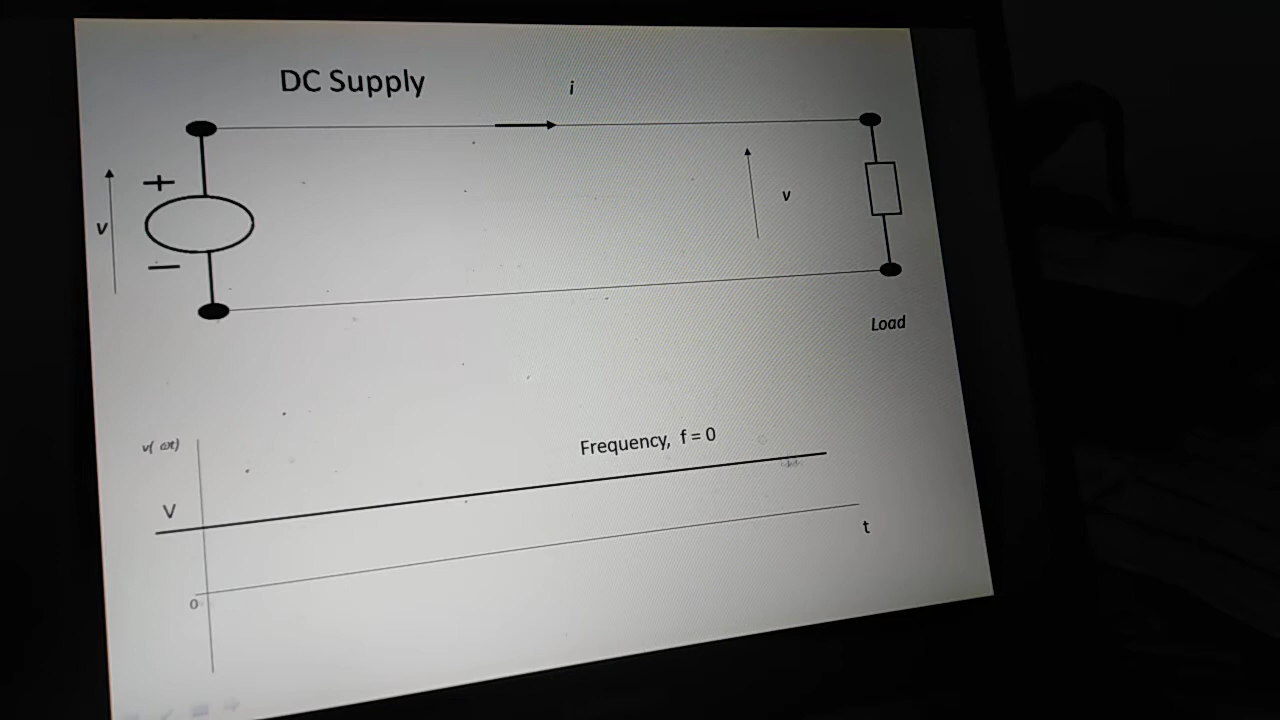 DC Supply
i
+
v
v
−
Load
v( ωt)
Frequency, f = 0
V
t
0